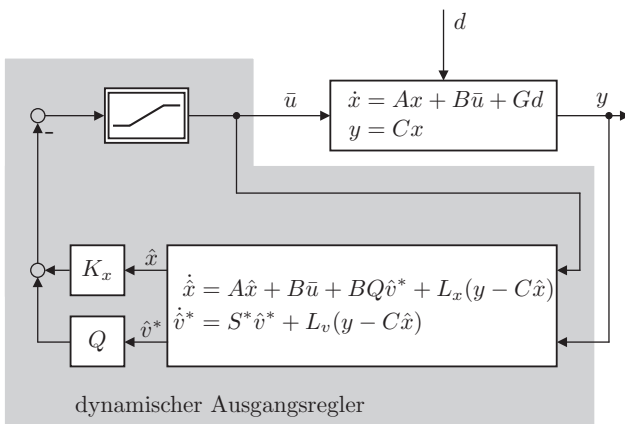 d
ū
ẋ = Ax + Bū + Gd
y = Cx
y
-
K_x
x̂
x̂̇ = Ax̂ + Bū + BQv̂* + L_x(y − Cx̂)
v̂̇* = S*v̂* + L_v(y − Cx̂)
Q
v̂*
dynamischer Ausgangsregler